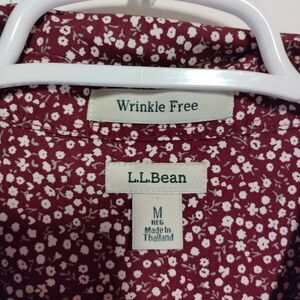 Wrinkle Free
L.L.Bean
M
REG
Made In
Thailand